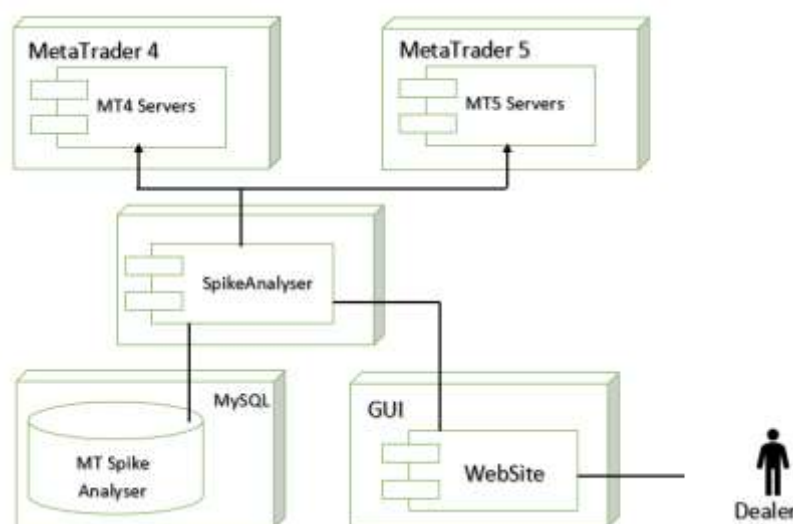 MetaTrader 4
MT4 Servers
MetaTrader 5
MT5 Servers
SpikeAnalyser
MySQL
MT Spike
Analyser
GUI
WebSite
Dealer